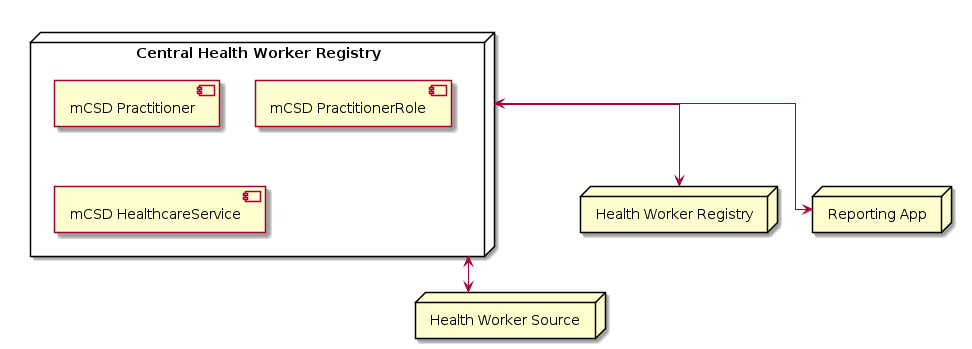 Central Health Worker Registry
mCSD Practitioner
mCSD PractitionerRole
mCSD HealthcareService
Health Worker Registry
Reporting App
Health Worker Source